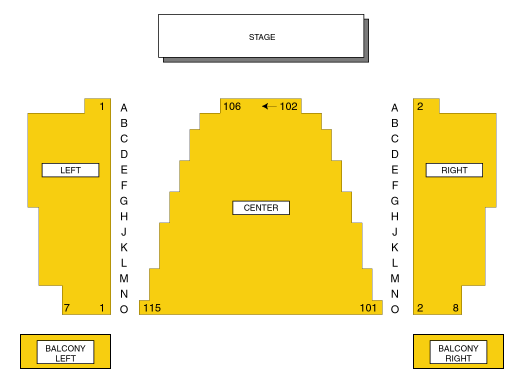 STAGE
1 A 106 ← 102 A 2
B B
C C
D D
LEFT E E RIGHT
F F
G G
CENTER
H H
J J
K K
L L
M M
N N
7 1 O 115 101 O 2 8
BALCONY
LEFT
BALCONY
RIGHT